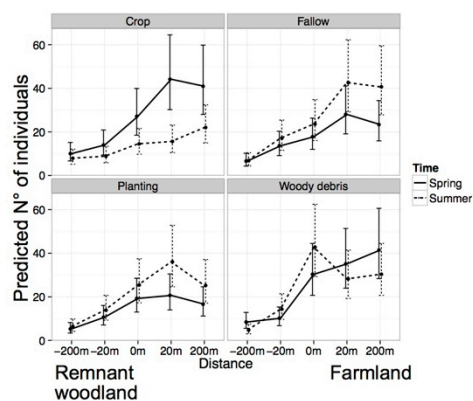 Crop
Fallow
60
40
20
0
Planting
Woody debris
60
40
20
0
Predicted N° of individuals
Time
Spring
Summer
−200m −20m 0m 20m 200m
−200m −20m 0m 20m 200m
Distance
Remnant
woodland
Farmland